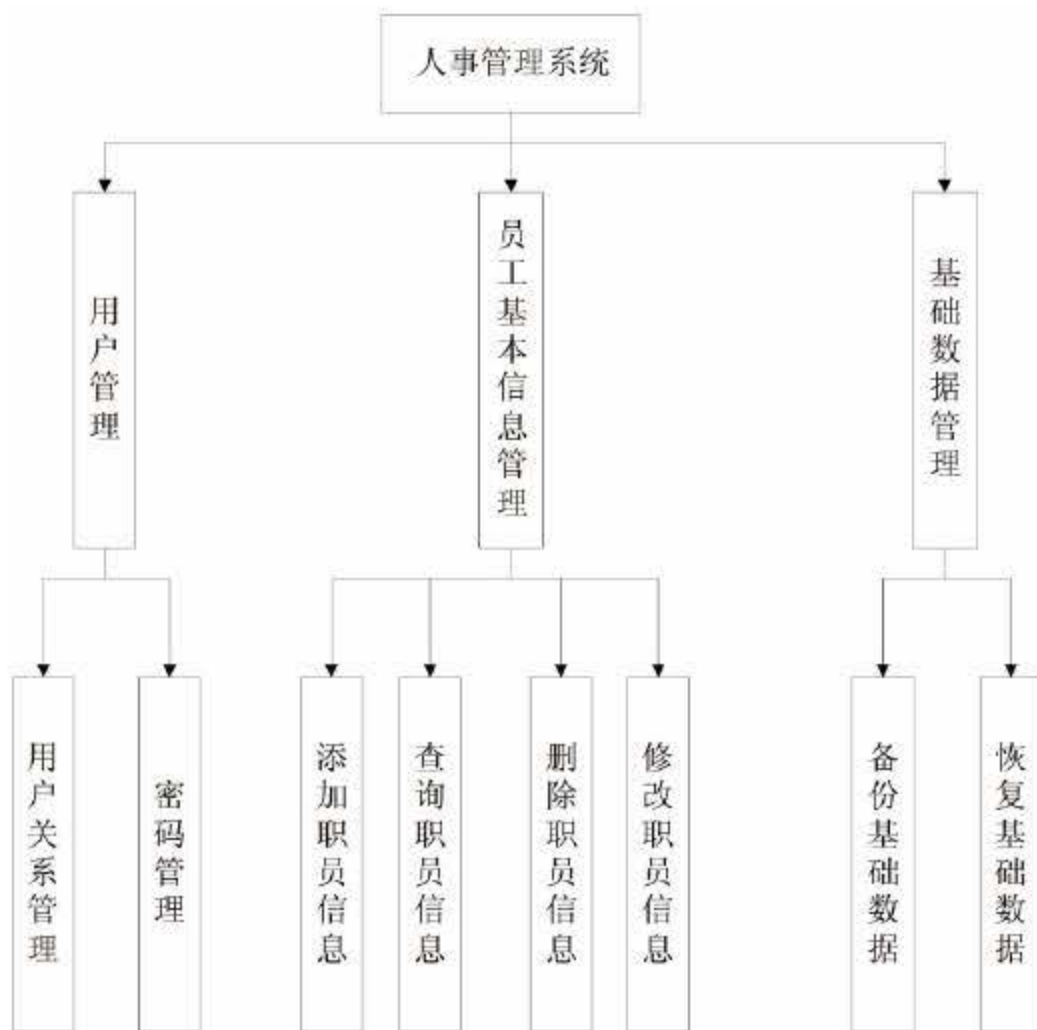 人事管理系统
用户管理
员工基本信息管理
基础数据管理
用户关系管理
密码管理
添加职员信息
查询职员信息
删除职员信息
修改职员信息
备份基础数据
恢复基础数据